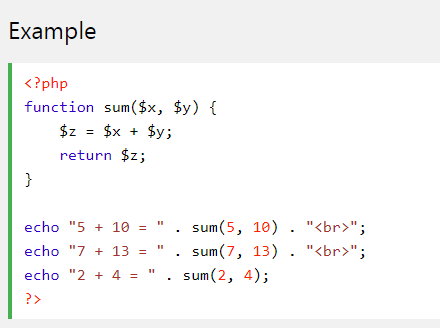 Example
<?php
function sum($x, $y) {
    $z = $x + $y;
    return $z;
}

echo "5 + 10 = " . sum(5, 10) . "<br>";
echo "7 + 13 = " . sum(7, 13) . "<br>";
echo "2 + 4 = " . sum(2, 4);
?>